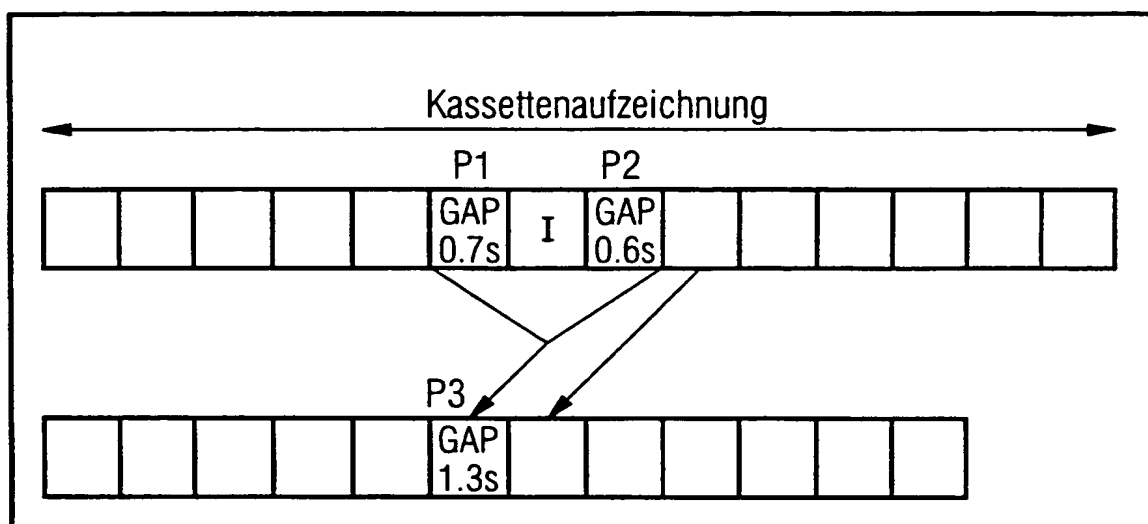 Kassettenaufzeichnung
P1 P2
GAP 0.7s
I
GAP 0.6s
P3
GAP 1.3s